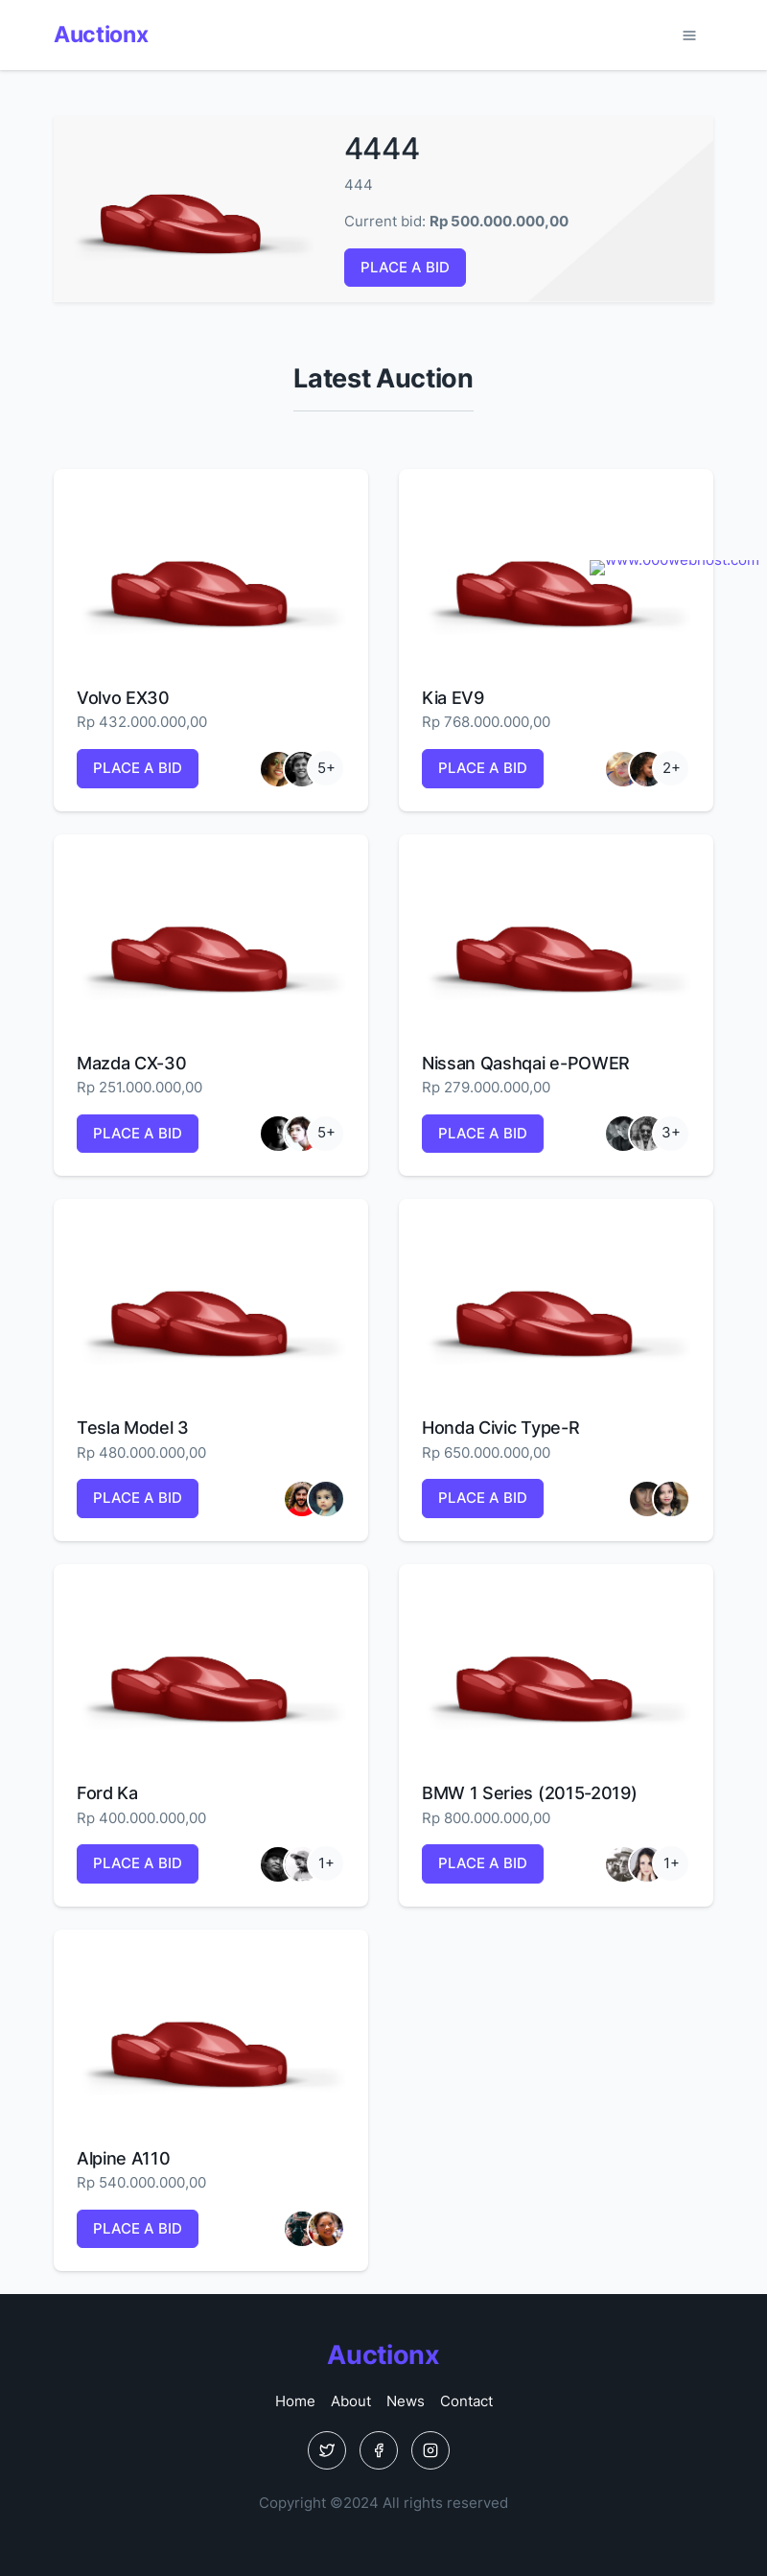 Auctionx
4444
444
Current bid: Rp 500.000.000,00
PLACE A BID
Latest Auction
www.000webhost.com
Volvo EX30
Rp 432.000.000,00
PLACE A BID
5+
Kia EV9
Rp 768.000.000,00
PLACE A BID
2+
Mazda CX-30
Rp 251.000.000,00
PLACE A BID
5+
Nissan Qashqai e-POWER
Rp 279.000.000,00
PLACE A BID
3+
Tesla Model 3
Rp 480.000.000,00
PLACE A BID
Honda Civic Type-R
Rp 650.000.000,00
PLACE A BID
Ford Ka
Rp 400.000.000,00
PLACE A BID
1+
BMW 1 Series (2015-2019)
Rp 800.000.000,00
PLACE A BID
1+
Alpine A110
Rp 540.000.000,00
PLACE A BID
Auctionx
Home About News Contact
Copyright ©2024 All rights reserved